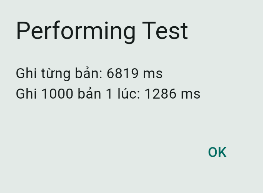 Performing Test
Ghi từng bản: 6819 ms
Ghi 1000 bản 1 lúc: 1286 ms
OK